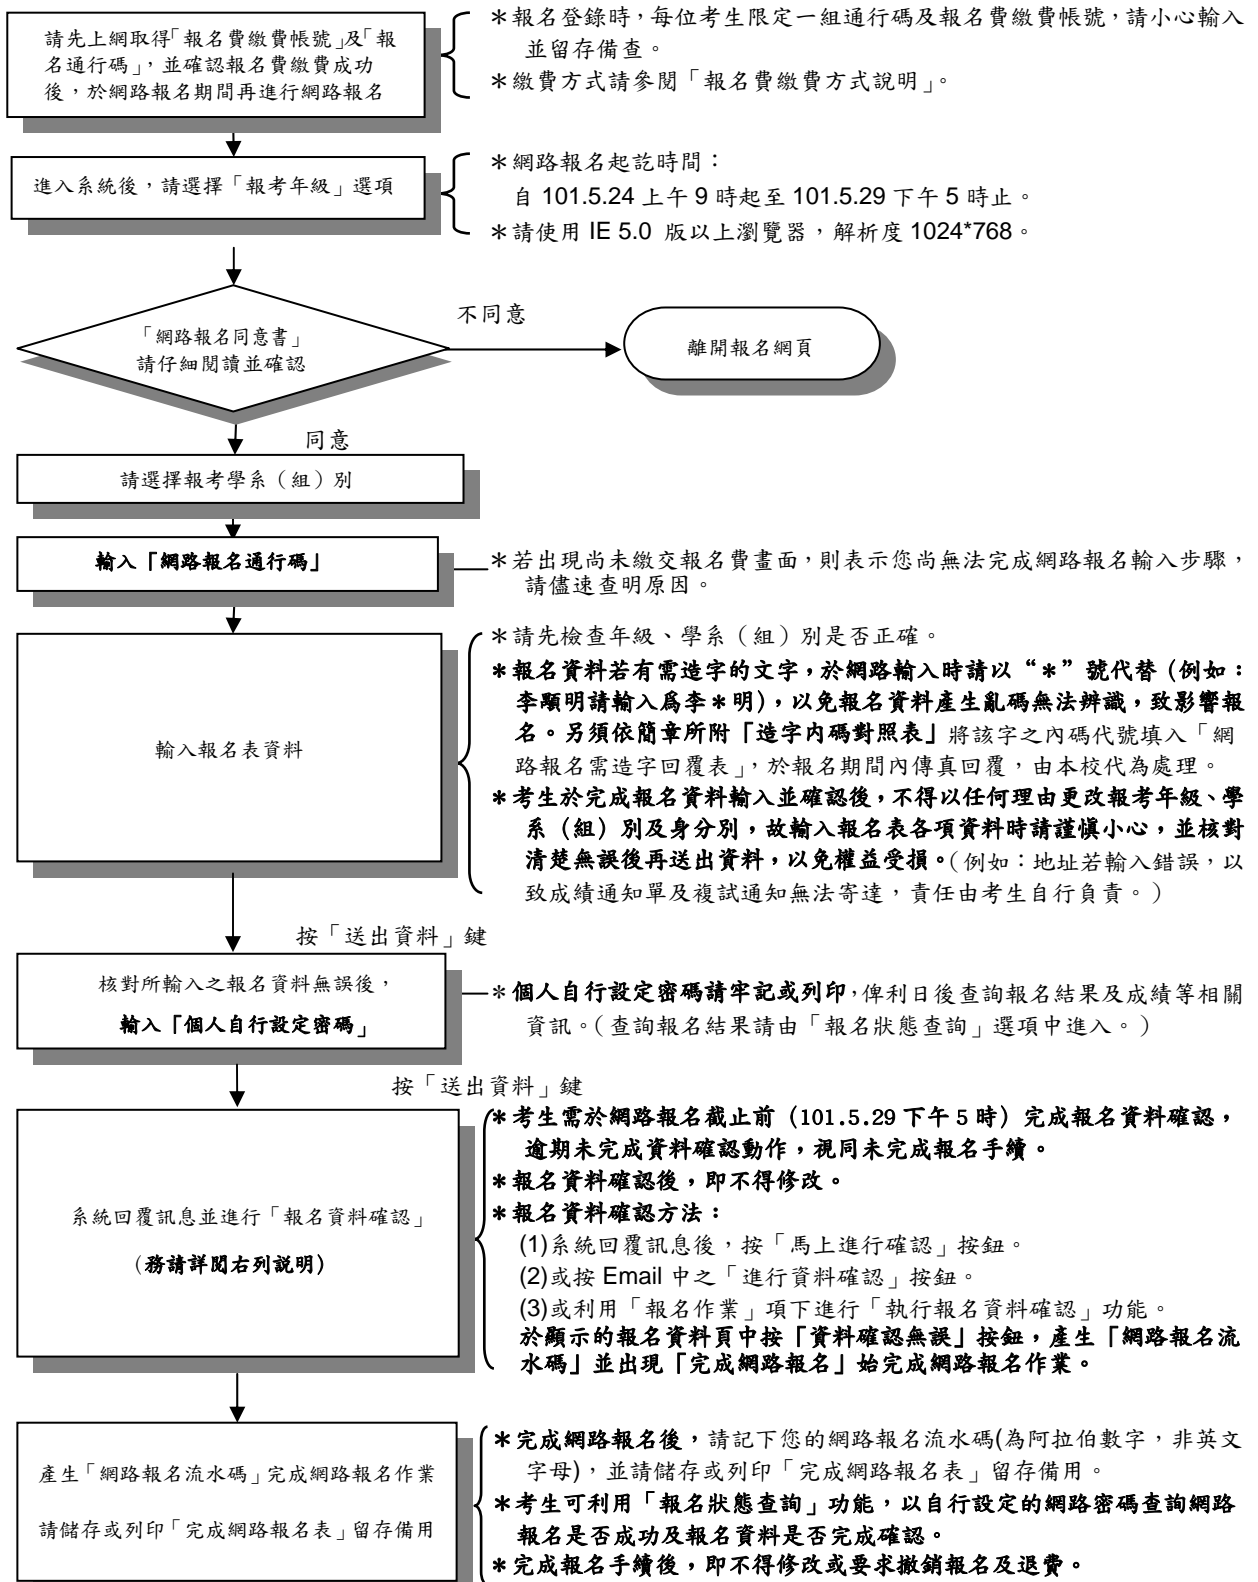 請先上網取得「報名費繳費帳號」及「報
名通行碼」，並確認報名費繳費成功
後，於網路報名期間再進行網路報名
＊報名登錄時，每位考生限定一組通行碼及報名費繳費帳號，請小心輸入
並留存備查。
＊繳費方式請參閱「報名費繳費方式說明」。
進入系統後，請選擇「報考年級」選項
＊網路報名起訖時間：
自 101.5.24 上午 9 時起至 101.5.29 下午 5 時止。
＊請使用 IE 5.0 版以上瀏覽器，解析度 1024*768。
「網路報名同意書」
請仔細閱讀並確認
不同意
離開報名網頁
同意
請選擇報考學系（組）別
輸入「網路報名通行碼」
＊若出現尚未繳交報名費畫面，則表示您尚無法完成網路報名輸入步驟，
請儘速查明原因。
輸入報名表資料
＊請先檢查年級、學系（組）別是否正確。
＊報名資料若有需造字的文字，於網路輸入時請以“＊”號代替（例如：
李顒明請輸入為李＊明），以免報名資料產生亂碼無法辨識，致影響報
名。另須依簡章所附「造字內碼對照表」將該字之內碼代號填入「網
路報名需造字回覆表」，於報名期間內傳真回覆，由本校代為處理。
＊考生於完成報名資料輸入並確認後，不得以任何理由更改報考年級、學
系（組）別及身分別，故輸入報名表各項資料時請謹慎小心，並核對
清楚無誤後再送出資料，以免權益受損。（例如：地址若輸入錯誤，以
致成績通知單及複試通知無法寄達，責任由考生自行負責。）
按「送出資料」鍵
核對所輸入之報名資料無誤後，
輸入「個人自行設定密碼」
＊個人自行設定密碼請牢記或列印，俾利日後查詢報名結果及成績等相關
資訊。（查詢報名結果請由「報名狀態查詢」選項中進入。）
按「送出資料」鍵
系統回覆訊息並進行「報名資料確認」
（務請詳閱右列說明）
＊考生需於網路報名截止前（101.5.29 下午 5 時）完成報名資料確認，
逾期未完成資料確認動作，視同未完成報名手續。
＊報名資料確認後，即不得修改。
＊報名資料確認方法：
(1)系統回覆訊息後，按「馬上進行確認」按鈕。
(2)或按 Email 中之「進行資料確認」按鈕。
(3)或利用「報名作業」項下進行「執行報名資料確認」功能。
於顯示的報名資料頁中按「資料確認無誤」按鈕，產生「網路報名流
水碼」並出現「完成網路報名」始完成網路報名作業。
產生「網路報名流水碼」完成網路報名作業
請儲存或列印「完成網路報名表」留存備用
＊完成網路報名後，請記下您的網路報名流水碼(為阿拉伯數字，非英文
字母)，並請儲存或列印「完成網路報名表」留存備用。
＊考生可利用「報名狀態查詢」功能，以自行設定的網路密碼查詢網路
報名是否成功及報名資料是否完成確認。
＊完成報名手續後，即不得修改或要求撤銷報名及退費。